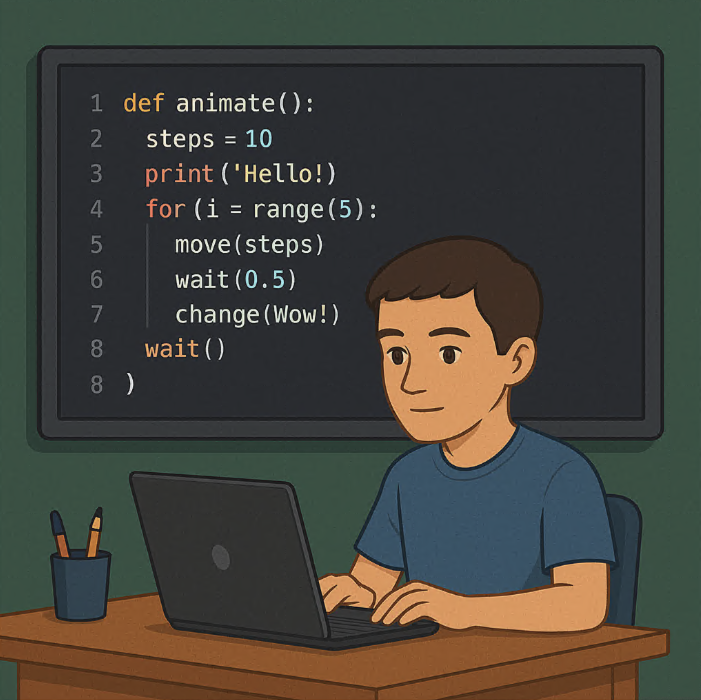 1 def animate():
2 steps = 10
3 print('Hello!)
4 for(i = range(5):
5 move(steps)
6 wait(0.5)
7 change(Wow!)
8 wait()
8 )